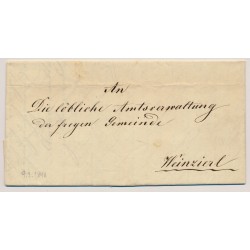 An
Die löbliche Amtsverwaltung
der freyen Gemeinde
Weinzierl